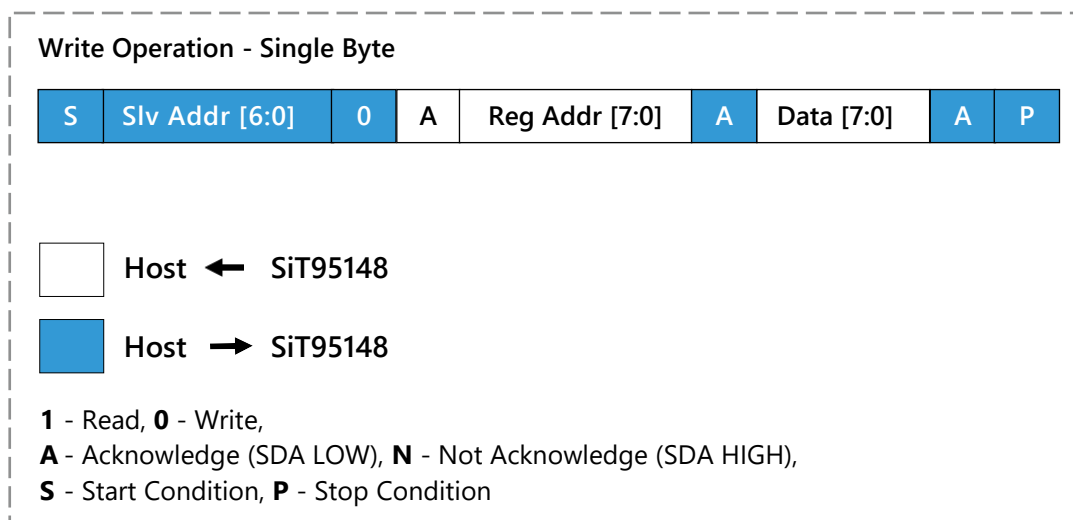 Write Operation - Single Byte
S Slv Addr [6:0] 0 A Reg Addr [7:0] A Data [7:0] A P
Host ← SiT95148
Host → SiT95148
1 - Read, 0 - Write,
A - Acknowledge (SDA LOW), N - Not Acknowledge (SDA HIGH),
S - Start Condition, P - Stop Condition